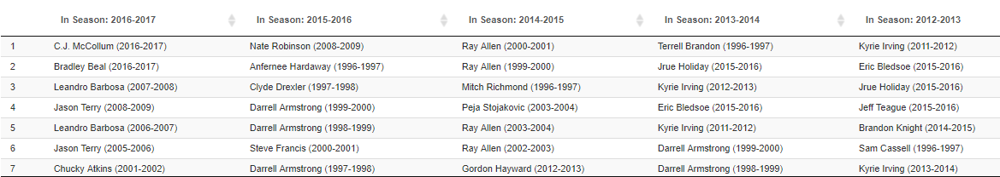 In Season: 2016-2017 In Season: 2015-2016 In Season: 2014-2015 In Season: 2013-2014 In Season: 2012-2013
1 C.J. McCollum (2016-2017) Nate Robinson (2008-2009) Ray Allen (2000-2001) Terrell Brandon (1996-1997) Kyrie Irving (2011-2012)
2 Bradley Beal (2016-2017) Anfernee Hardaway (1996-1997) Ray Allen (1999-2000) Jrue Holiday (2015-2016) Eric Bledsoe (2015-2016)
3 Leandro Barbosa (2007-2008) Clyde Drexler (1997-1998) Mitch Richmond (1996-1997) Kyrie Irving (2012-2013) Jrue Holiday (2015-2016)
4 Jason Terry (2008-2009) Darrell Armstrong (1999-2000) Peja Stojakovic (2003-2004) Eric Bledsoe (2015-2016) Jeff Teague (2015-2016)
5 Leandro Barbosa (2006-2007) Darrell Armstrong (1998-1999) Ray Allen (2003-2004) Kyrie Irving (2011-2012) Brandon Knight (2014-2015)
6 Jason Terry (2005-2006) Steve Francis (2000-2001) Ray Allen (2002-2003) Darrell Armstrong (1999-2000) Sam Cassell (1996-1997)
7 Chucky Atkins (2001-2002) Darrell Armstrong (1997-1998) Gordon Hayward (2012-2013) Darrell Armstrong (1998-1999) Kyrie Irving (2013-2014)